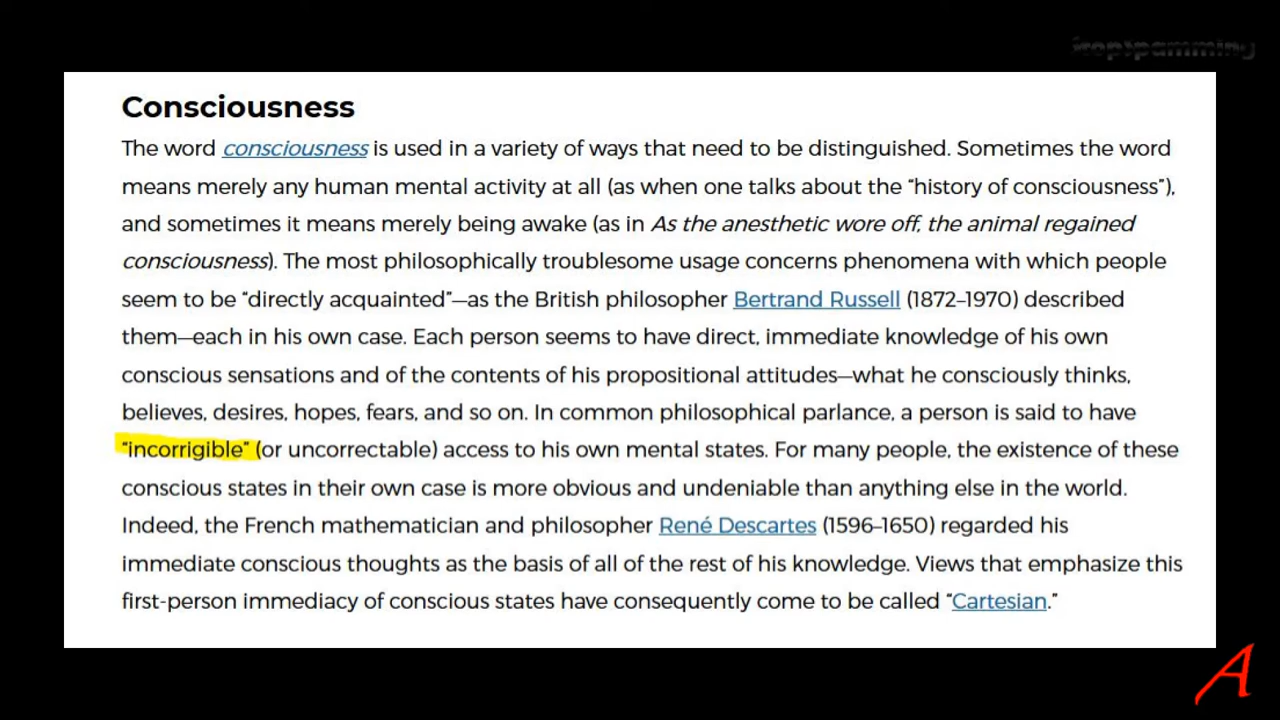 Consciousness
The word consciousness is used in a variety of ways that need to be distinguished. Sometimes the word
means merely any human mental activity at all (as when one talks about the “history of consciousness”),
and sometimes it means merely being awake (as in As the anesthetic wore off, the animal regained
consciousness). The most philosophically troublesome usage concerns phenomena with which people
seem to be “directly acquainted”—as the British philosopher Bertrand Russell (1872–1970) described
them—each in his own case. Each person seems to have direct, immediate knowledge of his own
conscious sensations and of the contents of his propositional attitudes—what he consciously thinks,
believes, desires, hopes, fears, and so on. In common philosophical parlance, a person is said to have
“incorrigible” (or uncorrectable) access to his own mental states. For many people, the existence of these
conscious states in their own case is more obvious and undeniable than anything else in the world.
Indeed, the French mathematician and philosopher René Descartes (1596–1650) regarded his
immediate conscious thoughts as the basis of all of the rest of his knowledge. Views that emphasize this
first-person immediacy of conscious states have consequently come to be called “Cartesian.”
A